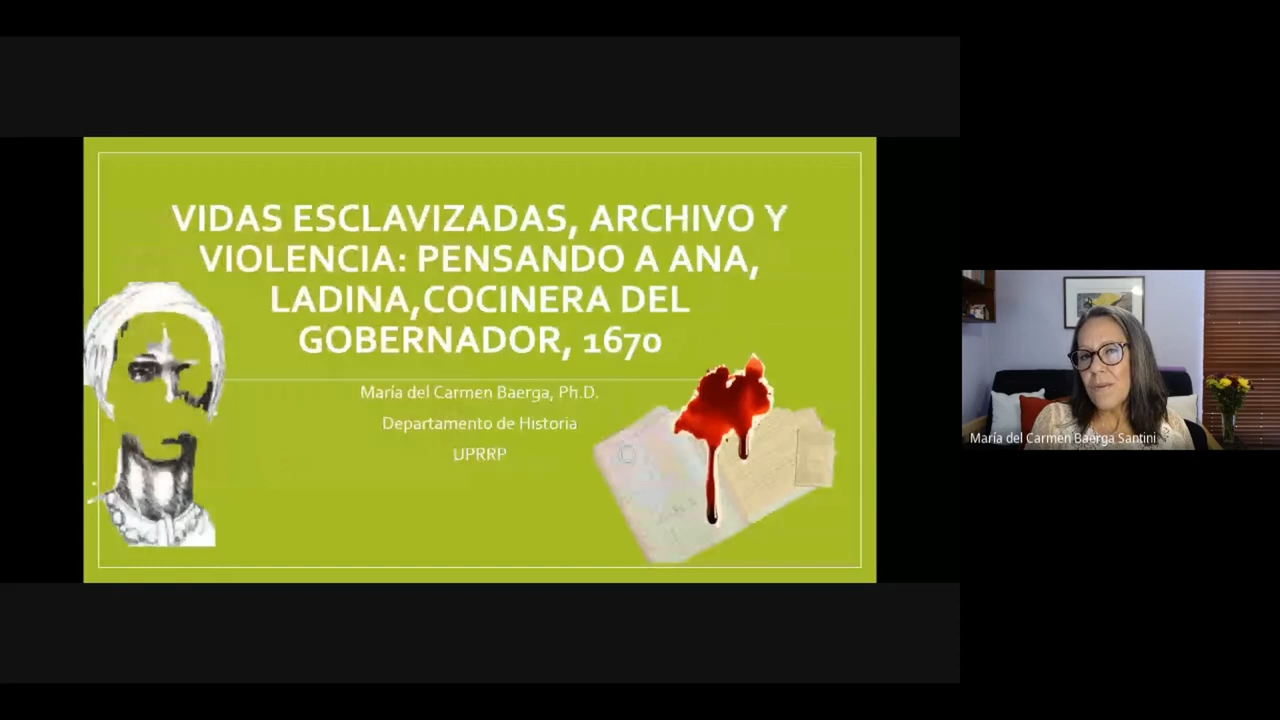 VIDAS ESCLAVIZADAS, ARCHIVO Y
VIOLENCIA: PENSANDO A ANA,
LADINA,COCINERA DEL
GOBERNADOR, 1670
María del Carmen Baerga, Ph.D.
Departamento de Historia
UPRRP
María del Carmen Baerga Santini